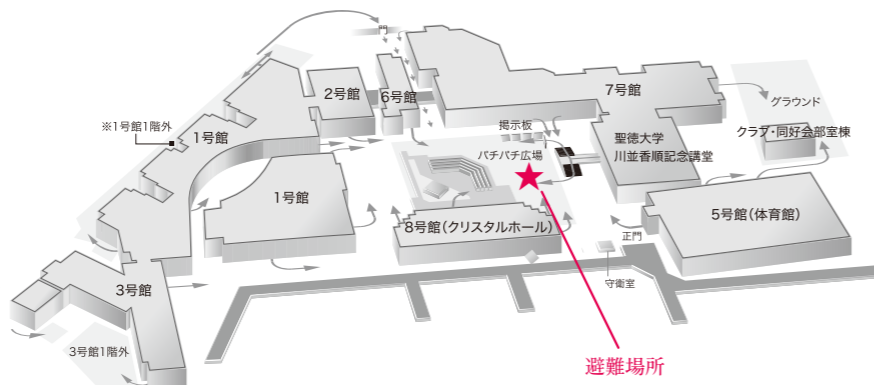 2号館
6号館
7号館
グラウンド
※1号館1階外
1号館
掲示板
聖徳大学
川並香順記念講堂
クラブ・同好会部室棟
パチパチ広場
1号館
8号館(クリスタルホール)
5号館(体育館)
正門
3号館
守衛室
3号館1階外
避難場所